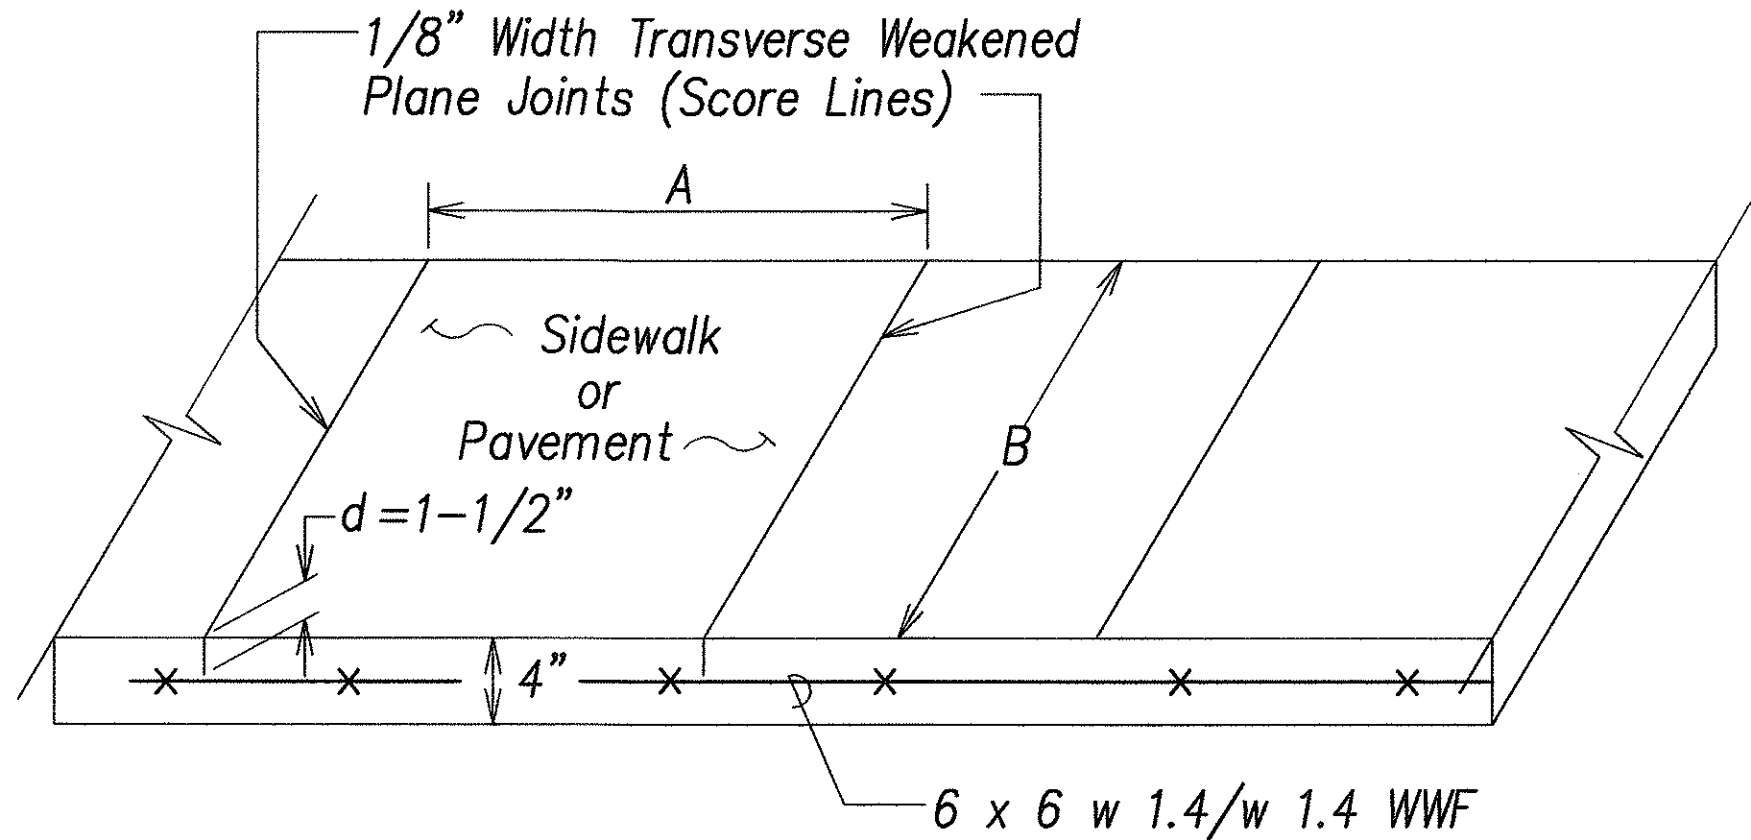 1/8" Width Transverse Weakened
Plane Joints (Score Lines)
A
Sidewalk
or
Pavement
B
d=1-1/2"
4"
6 x 6 w 1.4/w 1.4 WWF